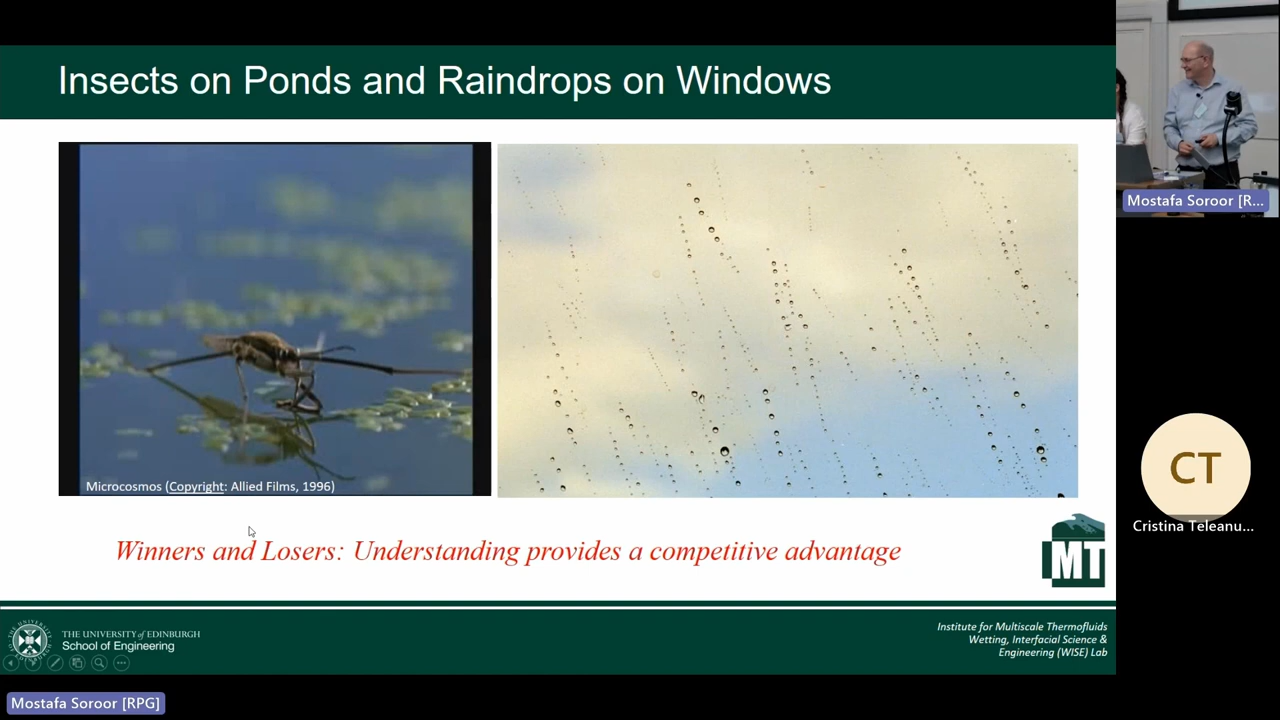 Insects on Ponds and Raindrops on Windows
Microcosmos (Copyright: Allied Films, 1996)
Winners and Losers: Understanding provides a competitive advantage
MT
THE UNIVERSITY of EDINBURGH
School of Engineering
Institute for Multiscale Thermofluids
Wetting, Interfacial Science &
Engineering (WISE) Lab
Mostafa Soroor [R...
CT
Cristina Teleanu...
Mostafa Soroor [RPG]